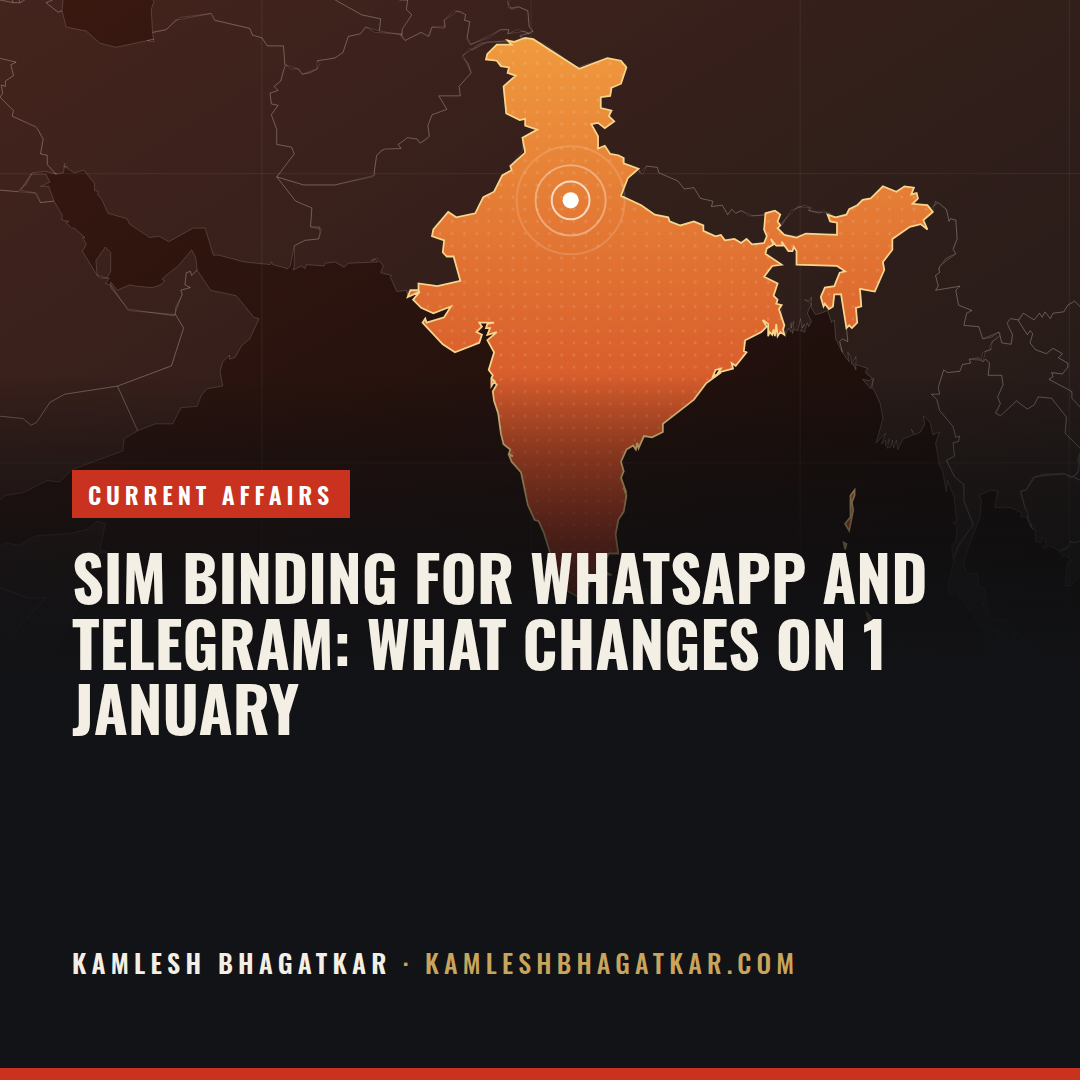 CURRENT AFFAIRS
SIM BINDING FOR WHATSAPP AND
TELEGRAM: WHAT CHANGES ON 1
JANUARY
KAMLESH BHAGATKAR · KAMLESHBHAGATKAR.COM